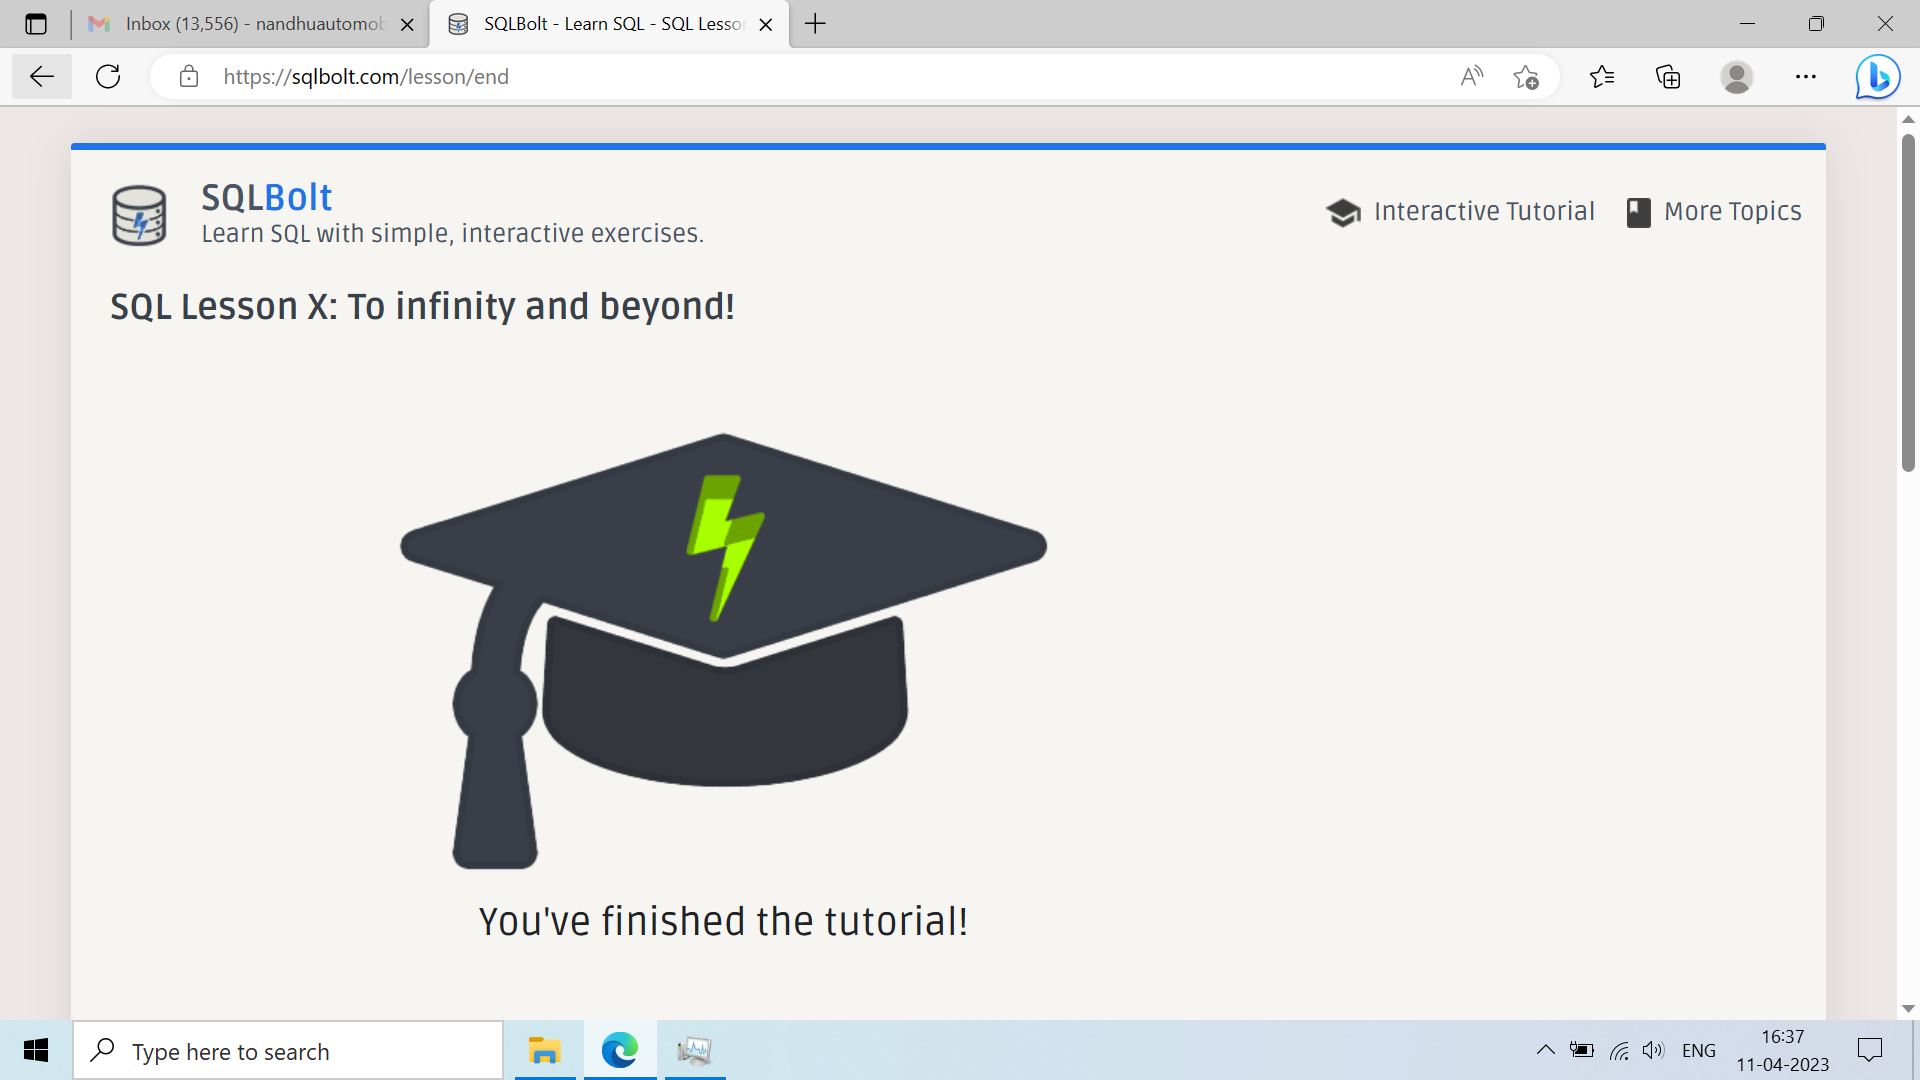 Inbox (13,556) - nandhuautomob
SQLBolt - Learn SQL - SQL Lesso
https://sqlbolt.com/lesson/end
SQLBolt
Learn SQL with simple, interactive exercises.
Interactive Tutorial
More Topics
SQL Lesson X: To infinity and beyond!
You've finished the tutorial!
Type here to search
ENG
16:37
11-04-2023